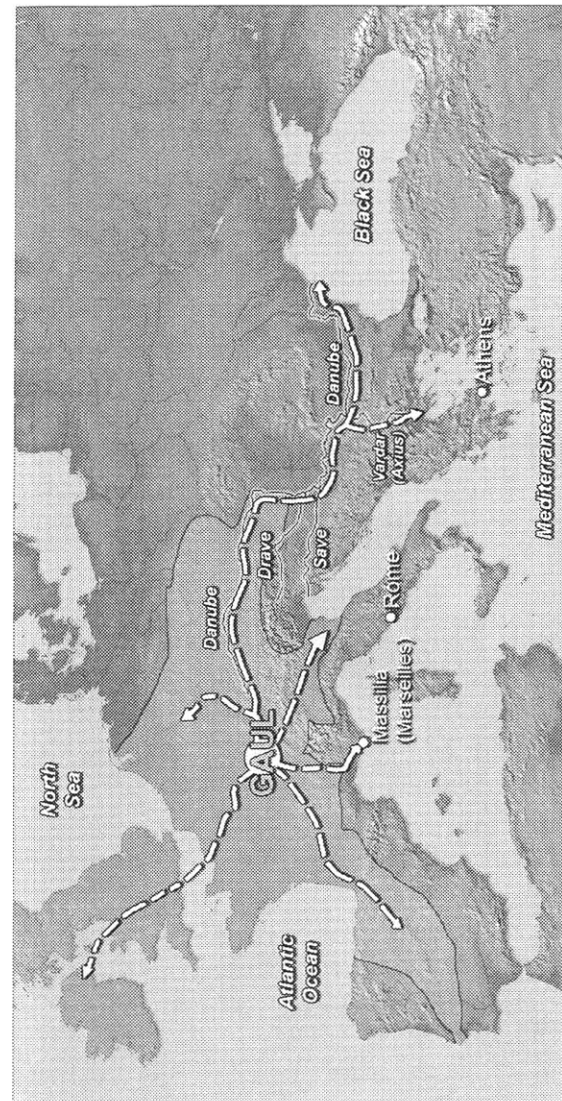 North
Sea
Atlantic
Ocean
GAUL
Danube
Drave
Save
Danube
Vardar
(Axius)
Black Sea
Massilia
(Marseilles)
Rome
Athens
Mediterranean Sea